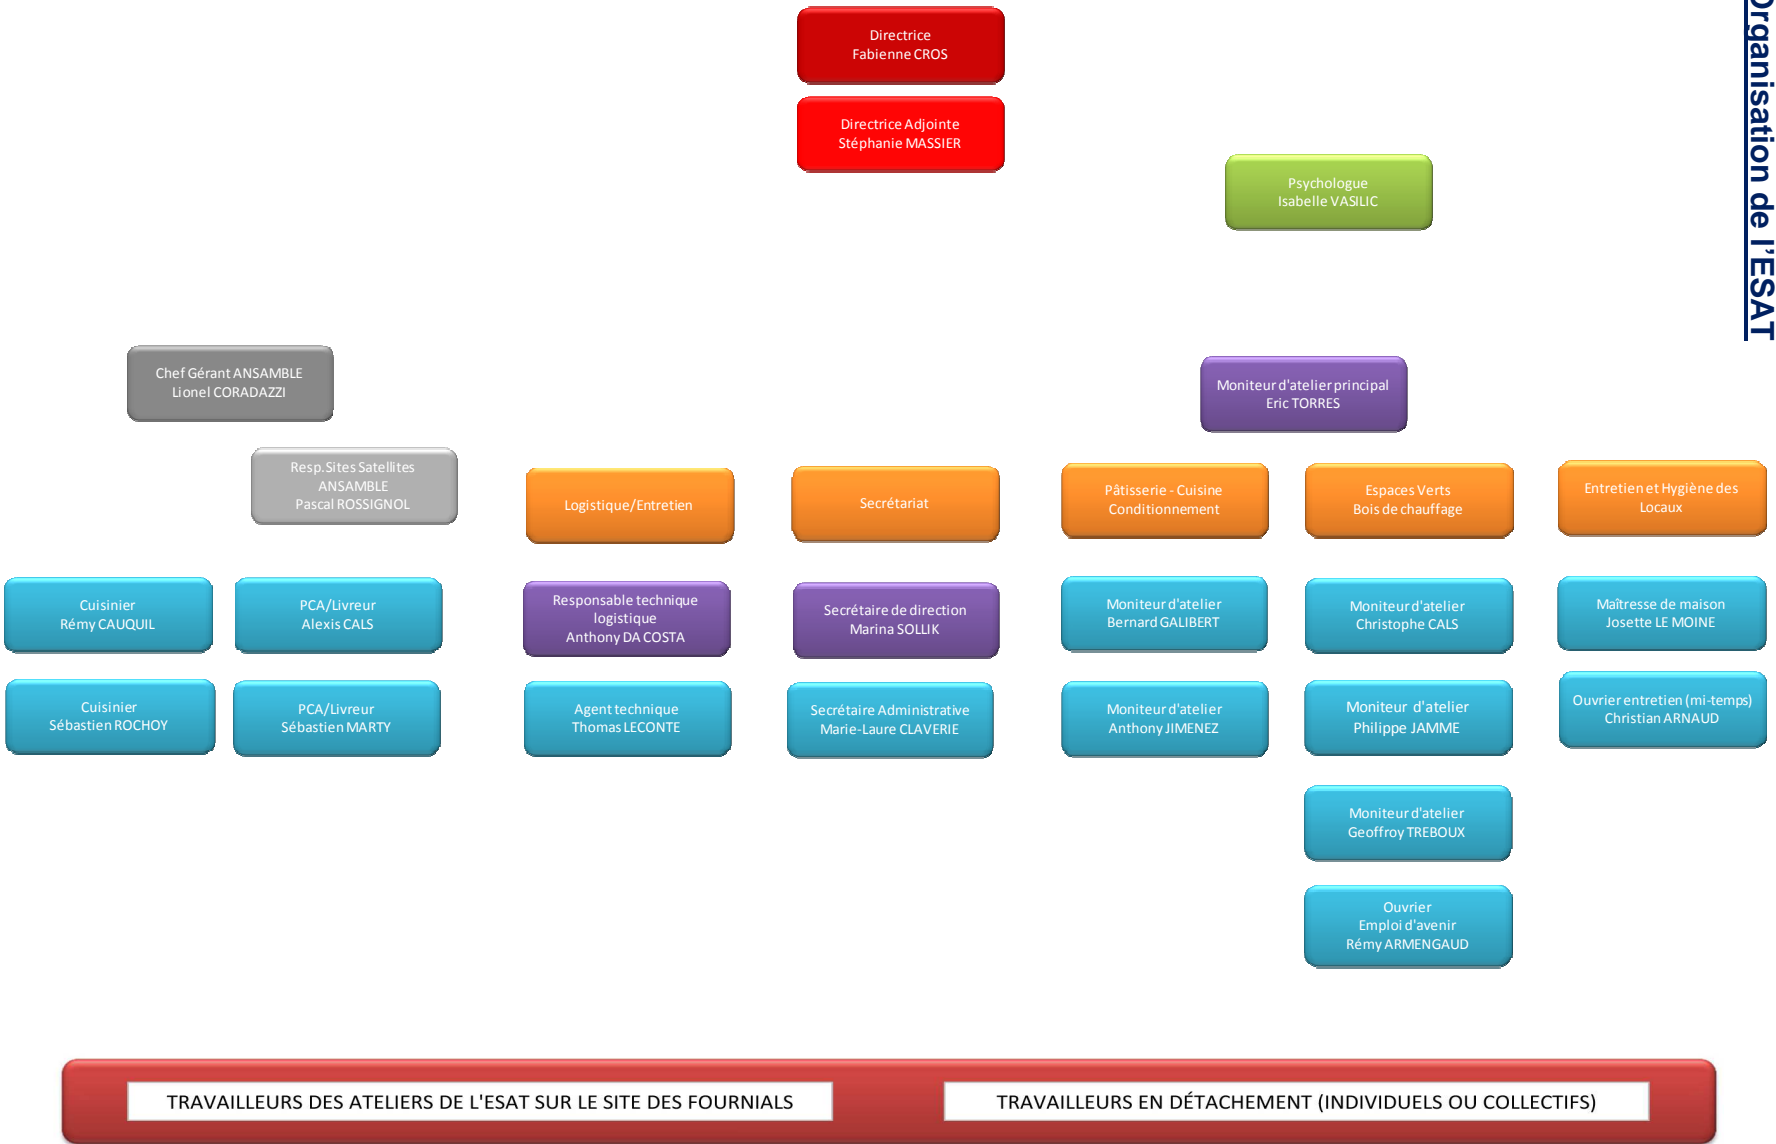 Organisation de l'ESAT
Directrice
Fabienne CROS
Directrice Adjointe
Stéphanie MASSIER
Psychologue
Isabelle VASILIC
Chef Gérant ANSAMBLE
Lionel CORADAZZI
Moniteur d'atelier principal
Eric TORRES
Resp.Sites Satellites
ANSAMBLE
Pascal ROSSIGNOL
Logistique/Entretien
Secrétariat
Pâtisserie - Cuisine
Conditionnement
Espaces Verts
Bois de chauffage
Entretien et Hygiène des
Locaux
Cuisinier
Rémy CAUQUIL
PCA/Livreur
Alexis CALS
Responsable technique
logistique
Anthony DA COSTA
Secrétaire de direction
Marina SOLLIK
Moniteur d'atelier
Bernard GALIBERT
Moniteur d'atelier
Christophe CALS
Maîtresse de maison
Josette LE MOINE
Cuisinier
Sébastien ROCHOY
PCA/Livreur
Sébastien MARTY
Agent technique
Thomas LECONTE
Secrétaire Administrative
Marie-Laure CLAVERIE
Moniteur d'atelier
Anthony JIMENEZ
Moniteur d'atelier
Philippe JAMME
Ouvrier entretien (mi-temps)
Christian ARNAUD
Moniteur d'atelier
Geoffroy TREBOUX
Ouvrier
Emploi d'avenir
Rémy ARMENGAUD
TRAVAILLEURS DES ATELIERS DE L'ESAT SUR LE SITE DES FOURNIALS
TRAVAILLEURS EN DÉTACHEMENT (INDIVIDUELS OU COLLECTIFS)